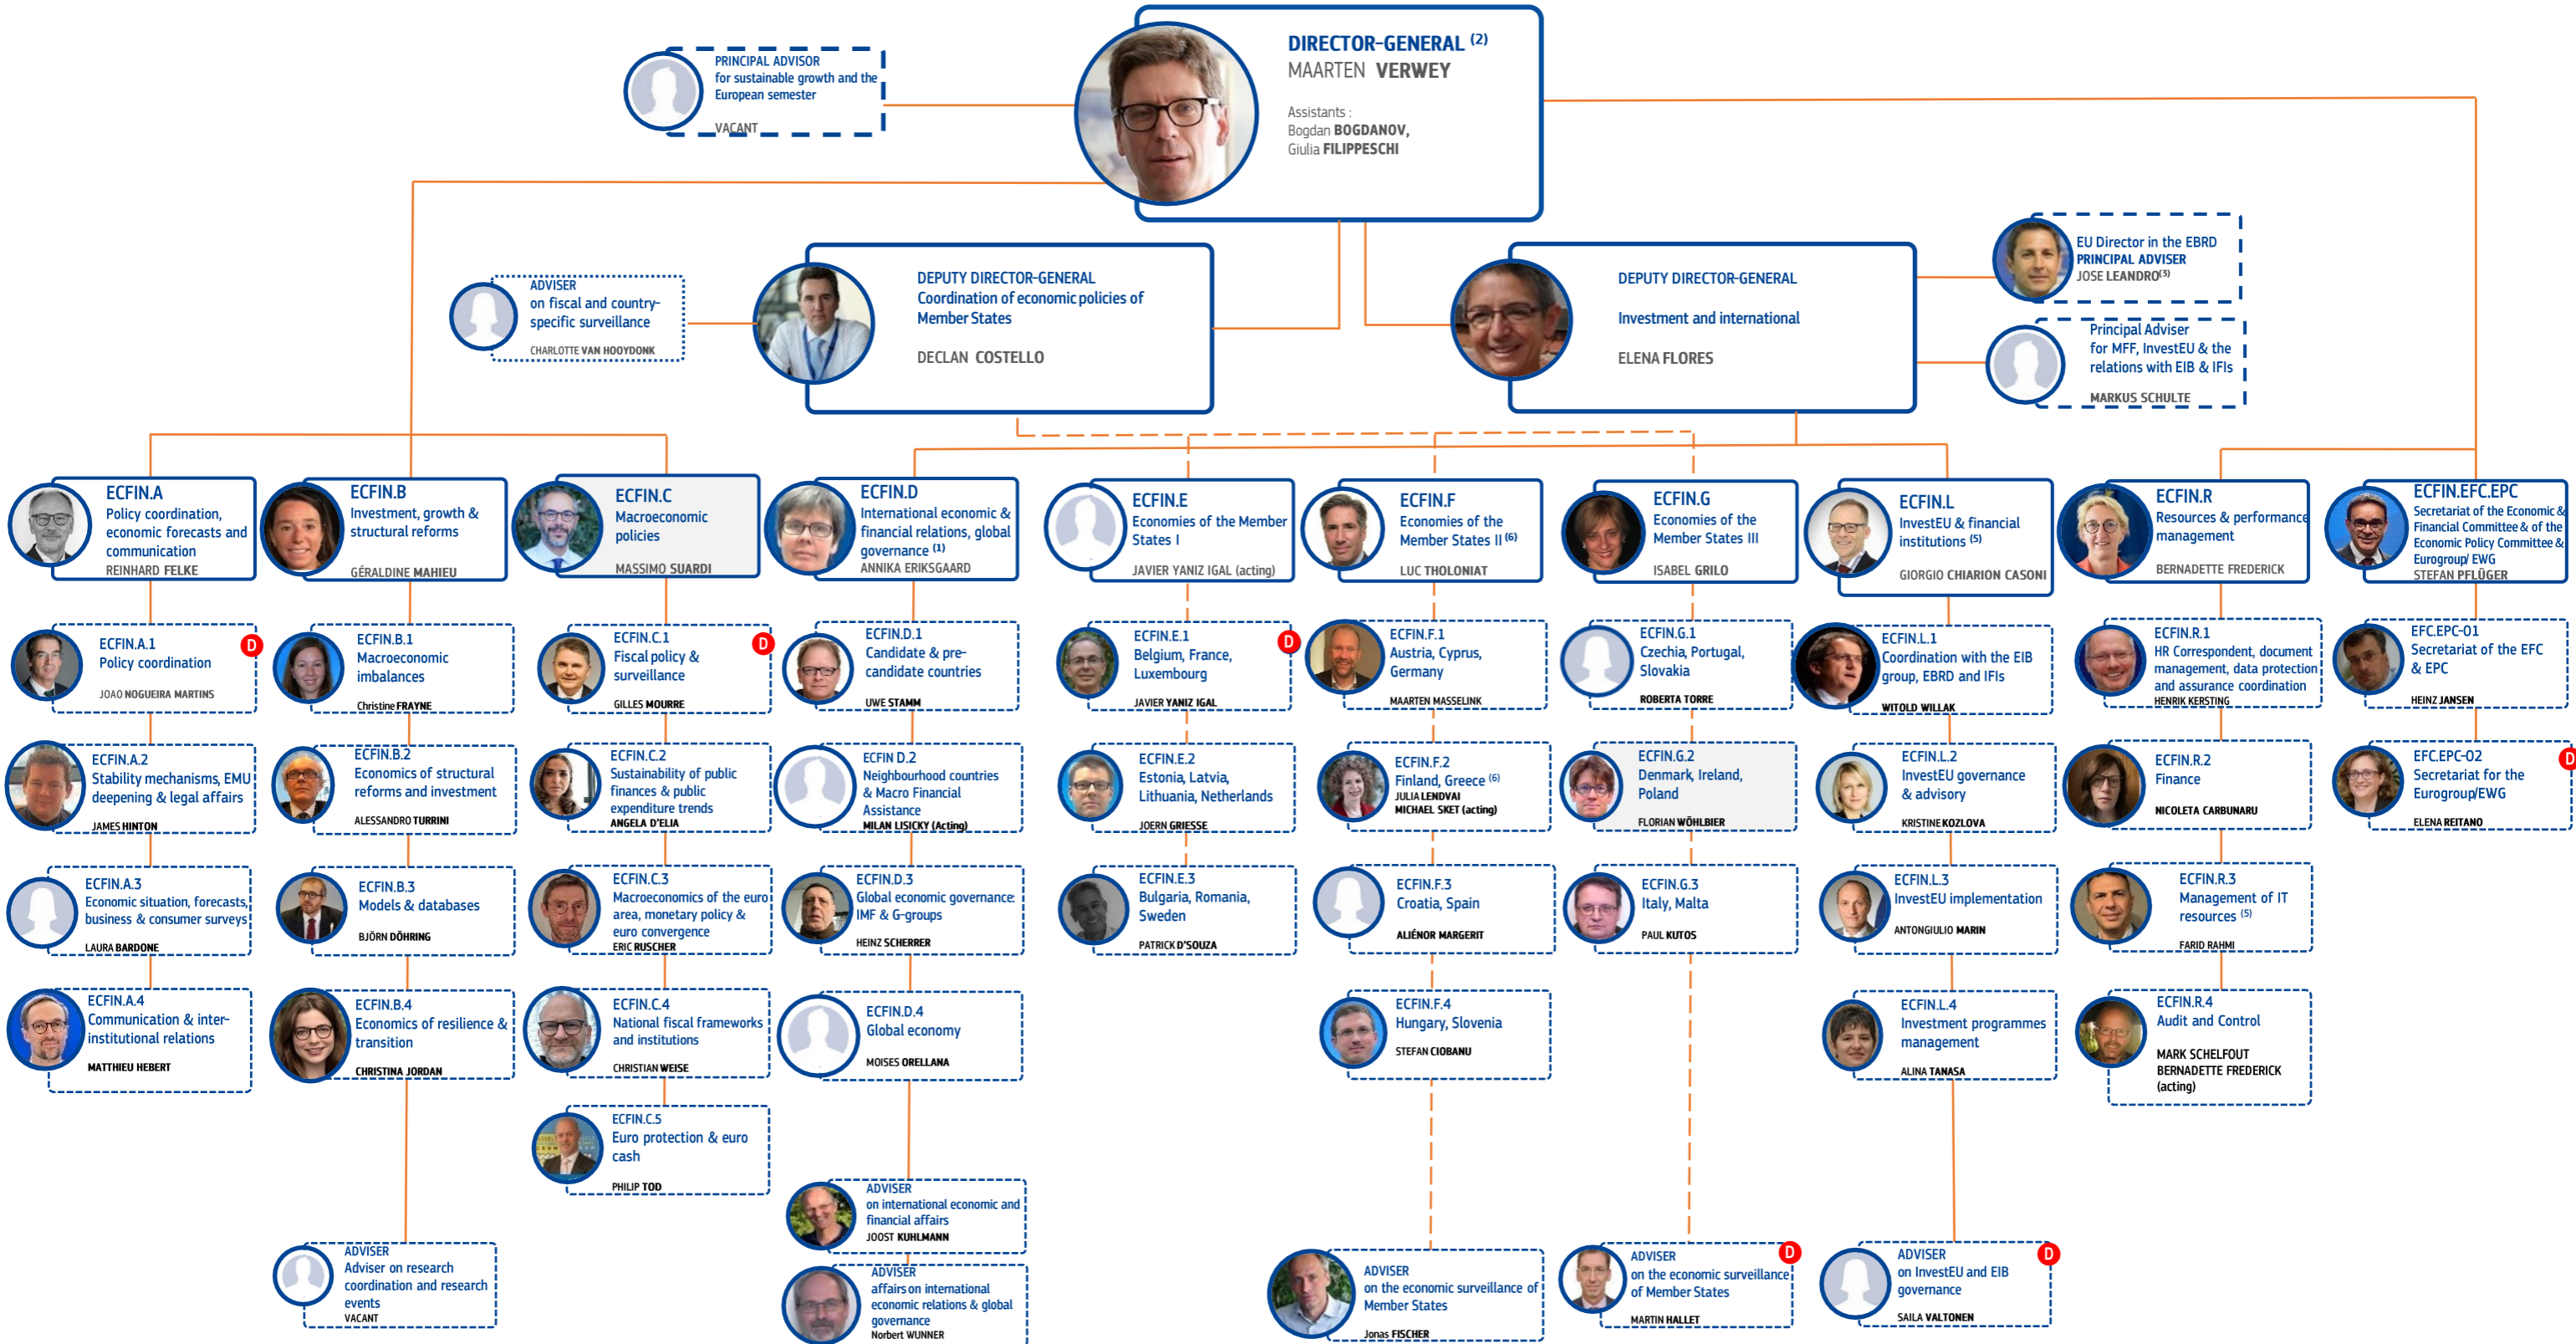 DIRECTOR-GENERAL (2)
MAARTEN VERWEY
Assistants :
Bogdan BOGDANOV,
Giulia FILIPPESCHI
PRINCIPAL ADVISOR
for sustainable growth and the
European semester
VACANT
ADVISER
on fiscal and country-
specific surveillance
CHARLOTTE VAN HOOYDONK
DEPUTY DIRECTOR-GENERAL
Coordination of economic policies of
Member States
DECLAN COSTELLO
DEPUTY DIRECTOR-GENERAL
Investment and international
ELENA FLORES
EU Director in the EBRD
PRINCIPAL ADVISER
JOSE LEANDRO(3)
Principal Adviser
for MFF, InvestEU & the
relations with EIB & IFIs
MARKUS SCHULTE
ECFIN.A
Policy coordination,
economic forecasts and
communication
REINHARD FELKE
ECFIN.B
Investment, growth &
structural reforms
GÉRALDINE MAHIEU
ECFIN.C
Macroeconomic
policies
MASSIMO SUARDI
ECFIN.D
International economic &
financial relations, global
governance (1)
ANNIKA ERIKSGAARD
ECFIN.E
Economies of the Member
States I
JAVIER YANIZ IGAL (acting)
ECFIN.F
Economies of the
Member States II (6)
LUC THOLONIAT
ECFIN.G
Economies of the
Member States III
ISABEL GRILO
ECFIN.L
InvestEU & financial
institutions (5)
GIORGIO CHIARION CASONI
ECFIN.R
Resources & performance
management
BERNADETTE FREDERICK
ECFIN.EFC.EPC
Secretariat of the Economic &
Financial Committee & of the
Economic Policy Committee &
Eurogroup/ EWG
STEFAN PFLÜGER
ECFIN.A.1
Policy coordination
JOAO NOGUEIRA MARTINS
D
ECFIN.B.1
Macroeconomic
imbalances
Christine FRAYNE
ECFIN.C.1
Fiscal policy &
surveillance
GILLES MOURRE
D
ECFIN.D.1
Candidate & pre-
candidate countries
UWE STAMM
ECFIN.E.1
Belgium, France,
Luxembourg
JAVIER YANIZ IGAL
D
ECFIN.F.1
Austria, Cyprus,
Germany
MAARTEN MASSELINK
ECFIN.G.1
Czechia, Portugal,
Slovakia
ROBERTA TORRE
ECFIN.L.1
Coordination with the EIB
group, EBRD and IFIs
WITOLD WILLAK
ECFIN.R.1
HR Correspondent, document
management, data protection
and assurance coordination
HENRIK KERSTING
EFC.EPC-01
Secretariat of the EFC
& EPC
HEINZ JANSEN
ECFIN.A.2
Stability mechanisms, EMU
deepening & legal affairs
JAMES HINTON
ECFIN.B.2
Economics of structural
reforms and investment
ALESSANDRO TURRINI
ECFIN.C.2
Sustainability of public
finances & public
expenditure trends
ANGELA D'ELIA
ECFIN D.2
Neighbourhood countries
& Macro Financial
Assistance
MILAN LISICKY (Acting)
ECFIN.E.2
Estonia, Latvia,
Lithuania, Netherlands
JOERN GRIESSE
ECFIN.F.2
Finland, Greece (6)
JULIA LENDVAI
MICHAEL SKET (acting)
ECFIN.G.2
Denmark, Ireland,
Poland
FLORIAN WÖHLBIER
ECFIN.L.2
InvestEU governance
& advisory
KRISTINE KOZLOVA
ECFIN.R.2
Finance
NICOLETA CARBUNARU
EFC.EPC-02
Secretariat for the
Eurogroup/EWG
ELENA REITANO
D
ECFIN.A.3
Economic situation, forecasts,
business & consumer surveys
LAURA BARDONE
ECFIN.B.3
Models & databases
BJÖRN DÖHRING
ECFIN.C.3
Macroeconomics of the euro
area, monetary policy &
euro convergence
ERIC RUSCHER
ECFIN.D.3
Global economic governance:
IMF & G-groups
HEINZ SCHERRER
ECFIN.E.3
Bulgaria, Romania,
Sweden
PATRICK D'SOUZA
ECFIN.F.3
Croatia, Spain
ALIÉNOR MARGERIT
ECFIN.G.3
Italy, Malta
PAUL KUTOS
ECFIN.L.3
InvestEU implementation
ANTONGIULIO MARIN
ECFIN.R.3
Management of IT
resources (5)
FARID RAHMI
ECFIN.A.4
Communication & inter-
institutional relations
MATTHIEU HEBERT
ECFIN.B.4
Economics of resilience &
transition
CHRISTINA JORDAN
ECFIN.C.4
National fiscal frameworks
and institutions
CHRISTIAN WEISE
ECFIN.D.4
Global economy
MOISES ORELLANA
ECFIN.F.4
Hungary, Slovenia
STEFAN CIOBANU
ECFIN.L.4
Investment programmes
management
ALINA TANASA
ECFIN.R.4
Audit and Control
MARK SCHELFOUT
BERNADETTE FREDERICK
(acting)
ECFIN.C.5
Euro protection & euro
cash
PHILIP TOD
ADVISER
on international economic and
financial affairs
JOOST KUHLMANN
ADVISER
Adviser on research
coordination and research
events
VACANT
ADVISER
affairs on international
economic relations & global
governance
Norbert WUNNER
ADVISER
on the economic surveillance of
Member States
Jonas FISCHER
ADVISER
on the economic surveillance
of Member States
MARTIN HALLET
D
ADVISER
on InvestEU and EIB
governance
SAILA VALTONEN
D